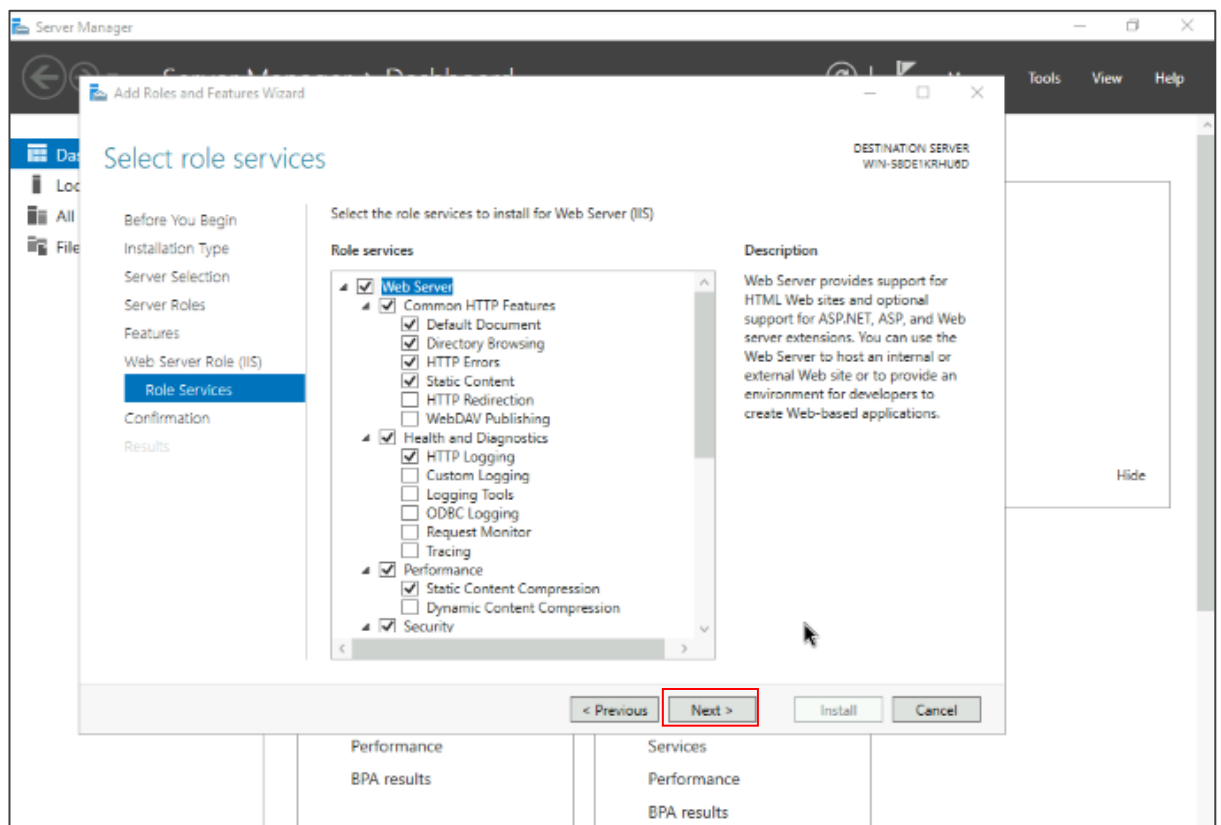 Server Manager
Tools View Help
Add Roles and Features Wizard
Select role services
DESTINATION SERVER
WIN-S8DE1KRHU6D
Before You Begin
Installation Type
Server Selection
Server Roles
Features
Web Server Role (IIS)
Role Services
Confirmation
Results
Select the role services to install for Web Server (IIS)
Role services
Web Server
Common HTTP Features
Default Document
Directory Browsing
HTTP Errors
Static Content
HTTP Redirection
WebDAV Publishing
Health and Diagnostics
HTTP Logging
Custom Logging
Logging Tools
ODBC Logging
Request Monitor
Tracing
Performance
Static Content Compression
Dynamic Content Compression
Security
Description
Web Server provides support for
HTML Web sites and optional
support for ASP.NET, ASP, and Web
server extensions. You can use the
Web Server to host an internal or
external Web site or to provide an
environment for developers to
create Web-based applications.
< Previous
Next >
Install
Cancel
All
File
Hide
Performance
BPA results
Services
Performance
BPA results